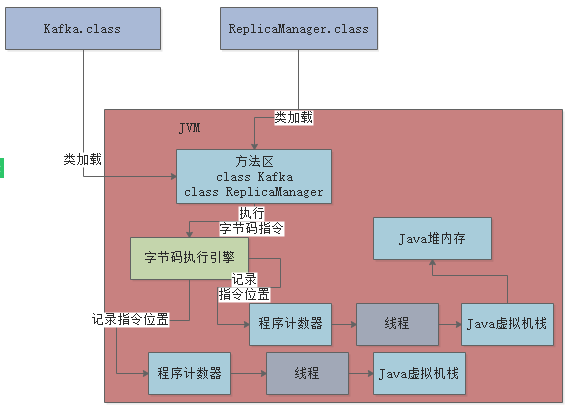 Kafka.class
ReplicaManager.class
类加载
JVM
类加载
方法区
class Kafka
class ReplicaManager
执行
字节码指令
Java堆内存
字节码执行引擎
记录
指令位置
记录指令位置
程序计数器
线程
Java虚拟机栈
程序计数器
线程
Java虚拟机栈